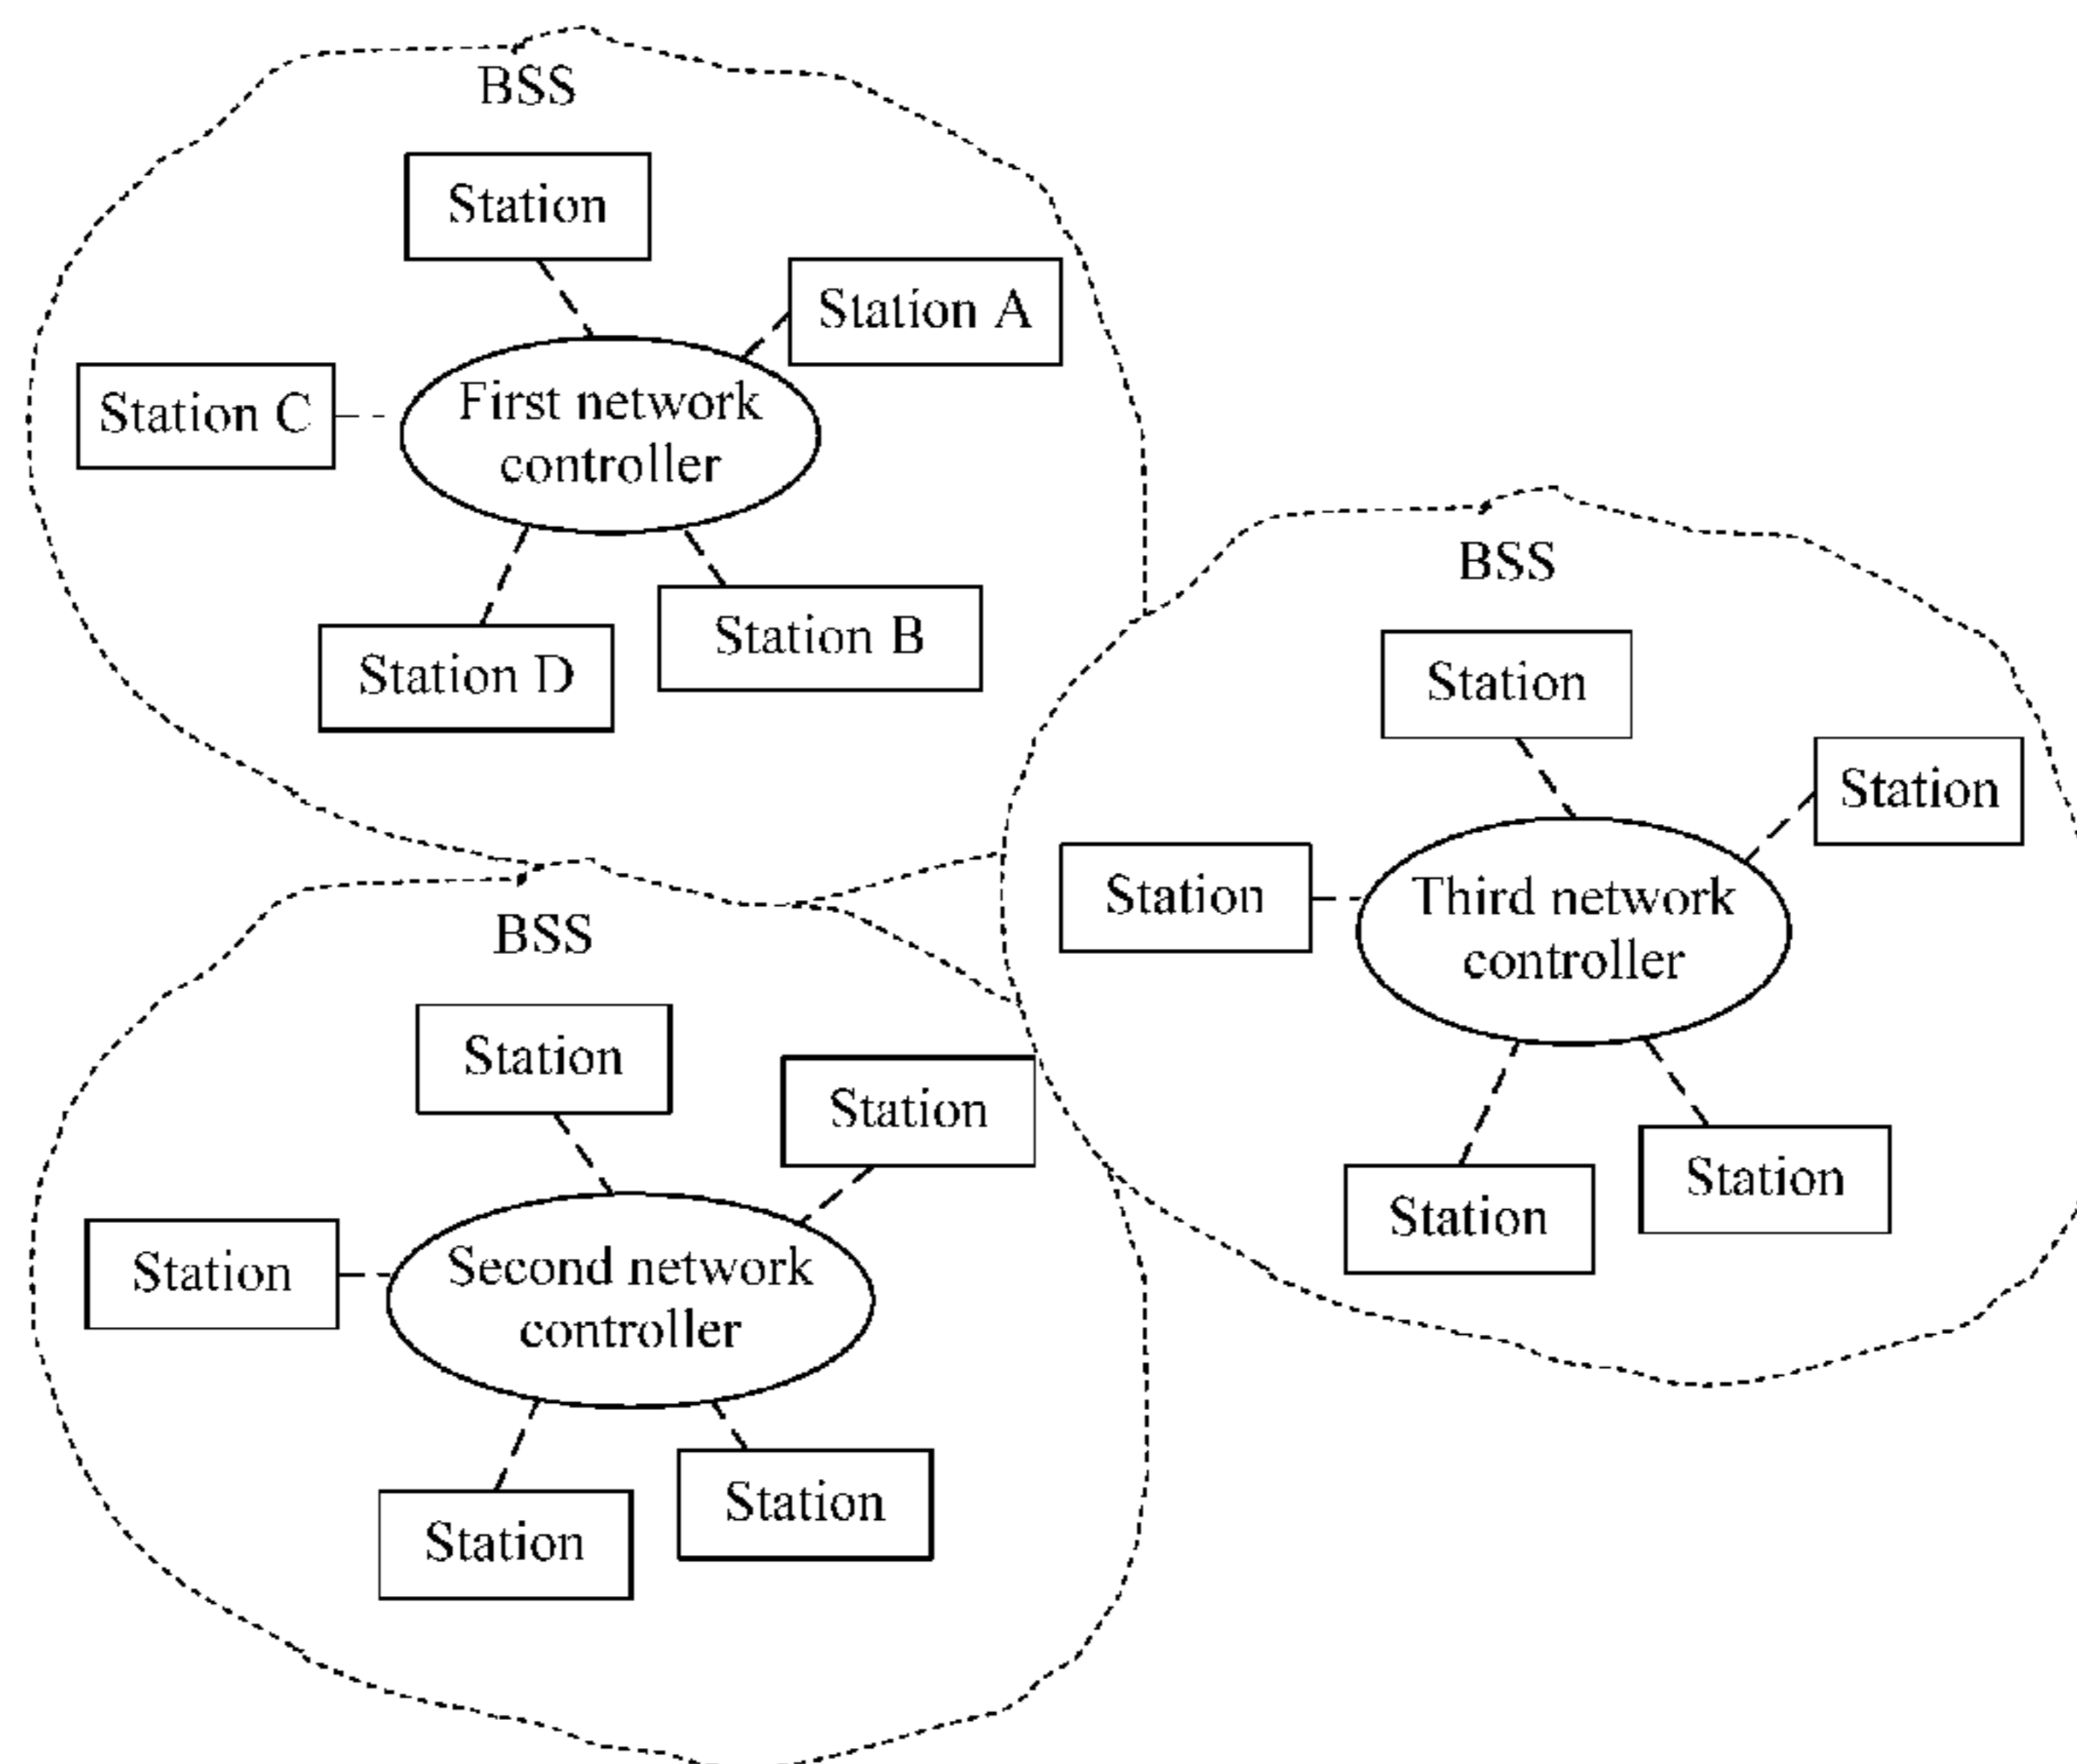 BSS
Station
Station A
Station C
First network
controller
Station B
Station D
BSS
Station
Station
Station
Third network
controller
Station
Station
BSS
Station
Station
Station
Second network
controller
Station
Station